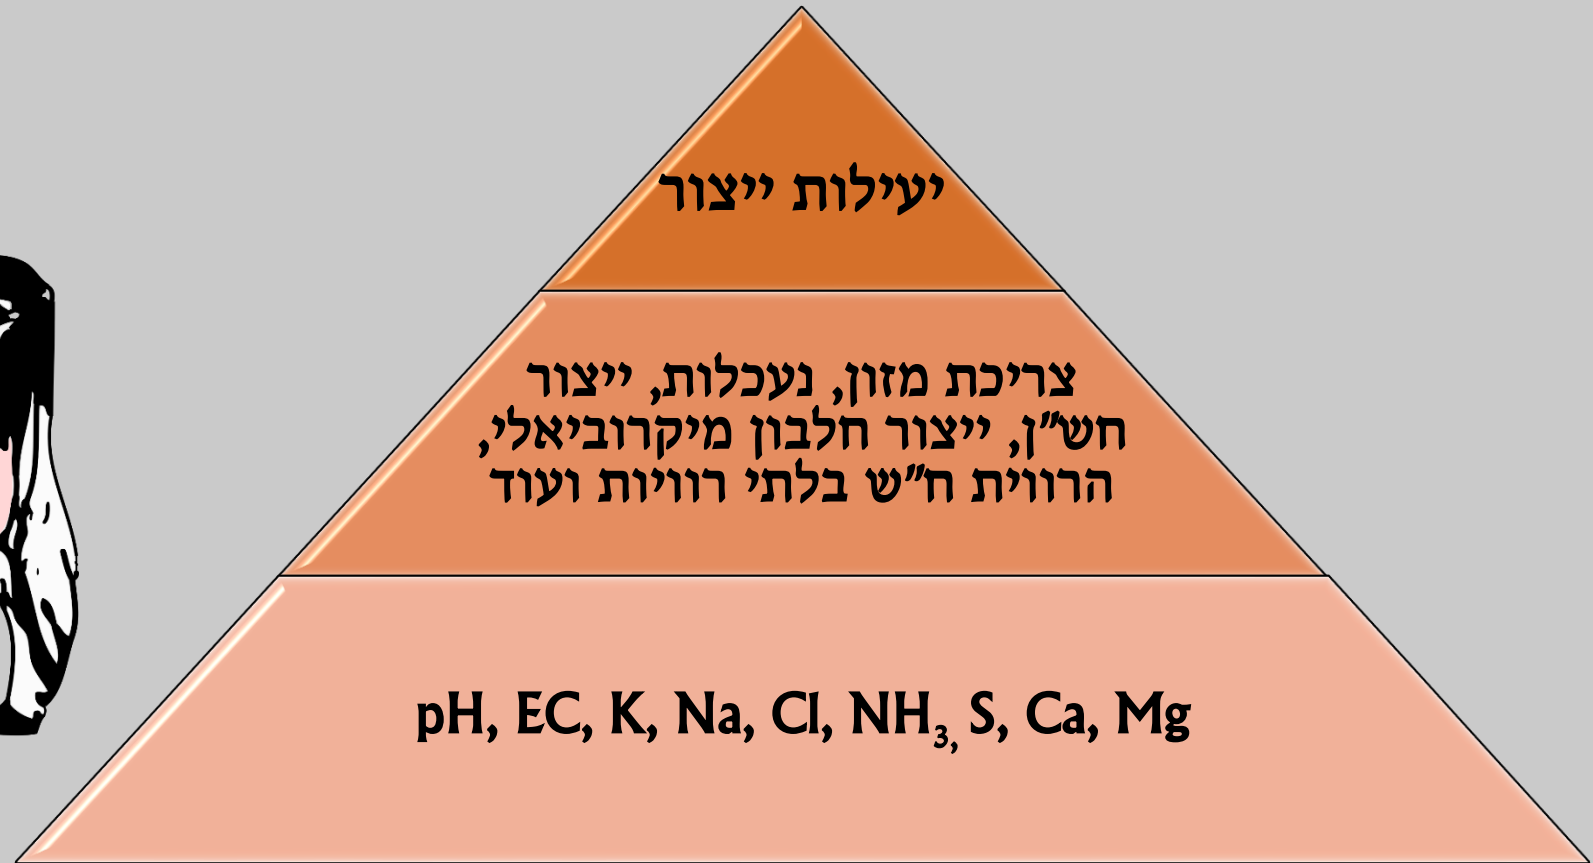 יעילות ייצור
צריכת מזון, נעכלות, ייצור
חש"ן, ייצור חלבון מיקרוביאלי,
הרווית ח"ש בלתי רוויות ועוד
pH, EC, K, Na, Cl, NH₃, S, Ca, Mg